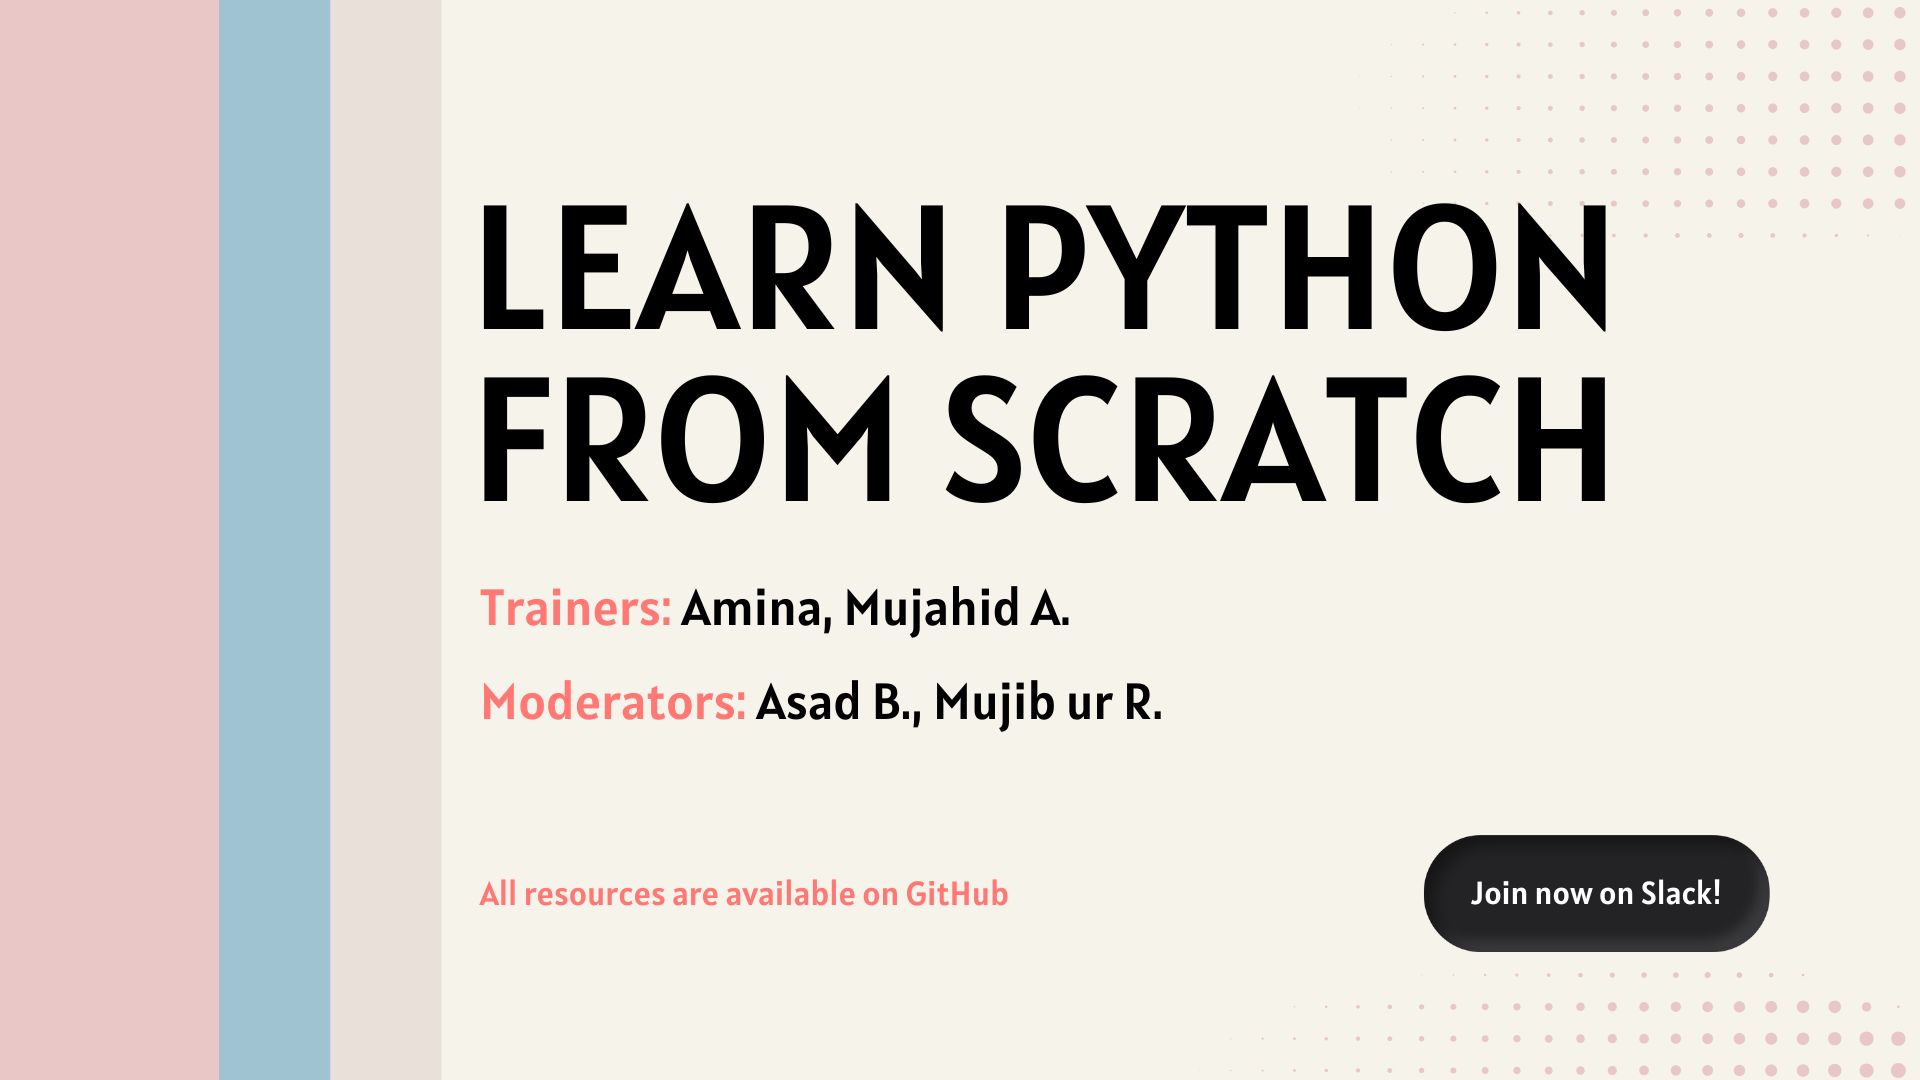 LEARN PYTHON
FROM SCRATCH
Trainers: Amina, Mujahid A.
Moderators: Asad B., Mujib ur R.
All resources are available on GitHub
Join now on Slack!